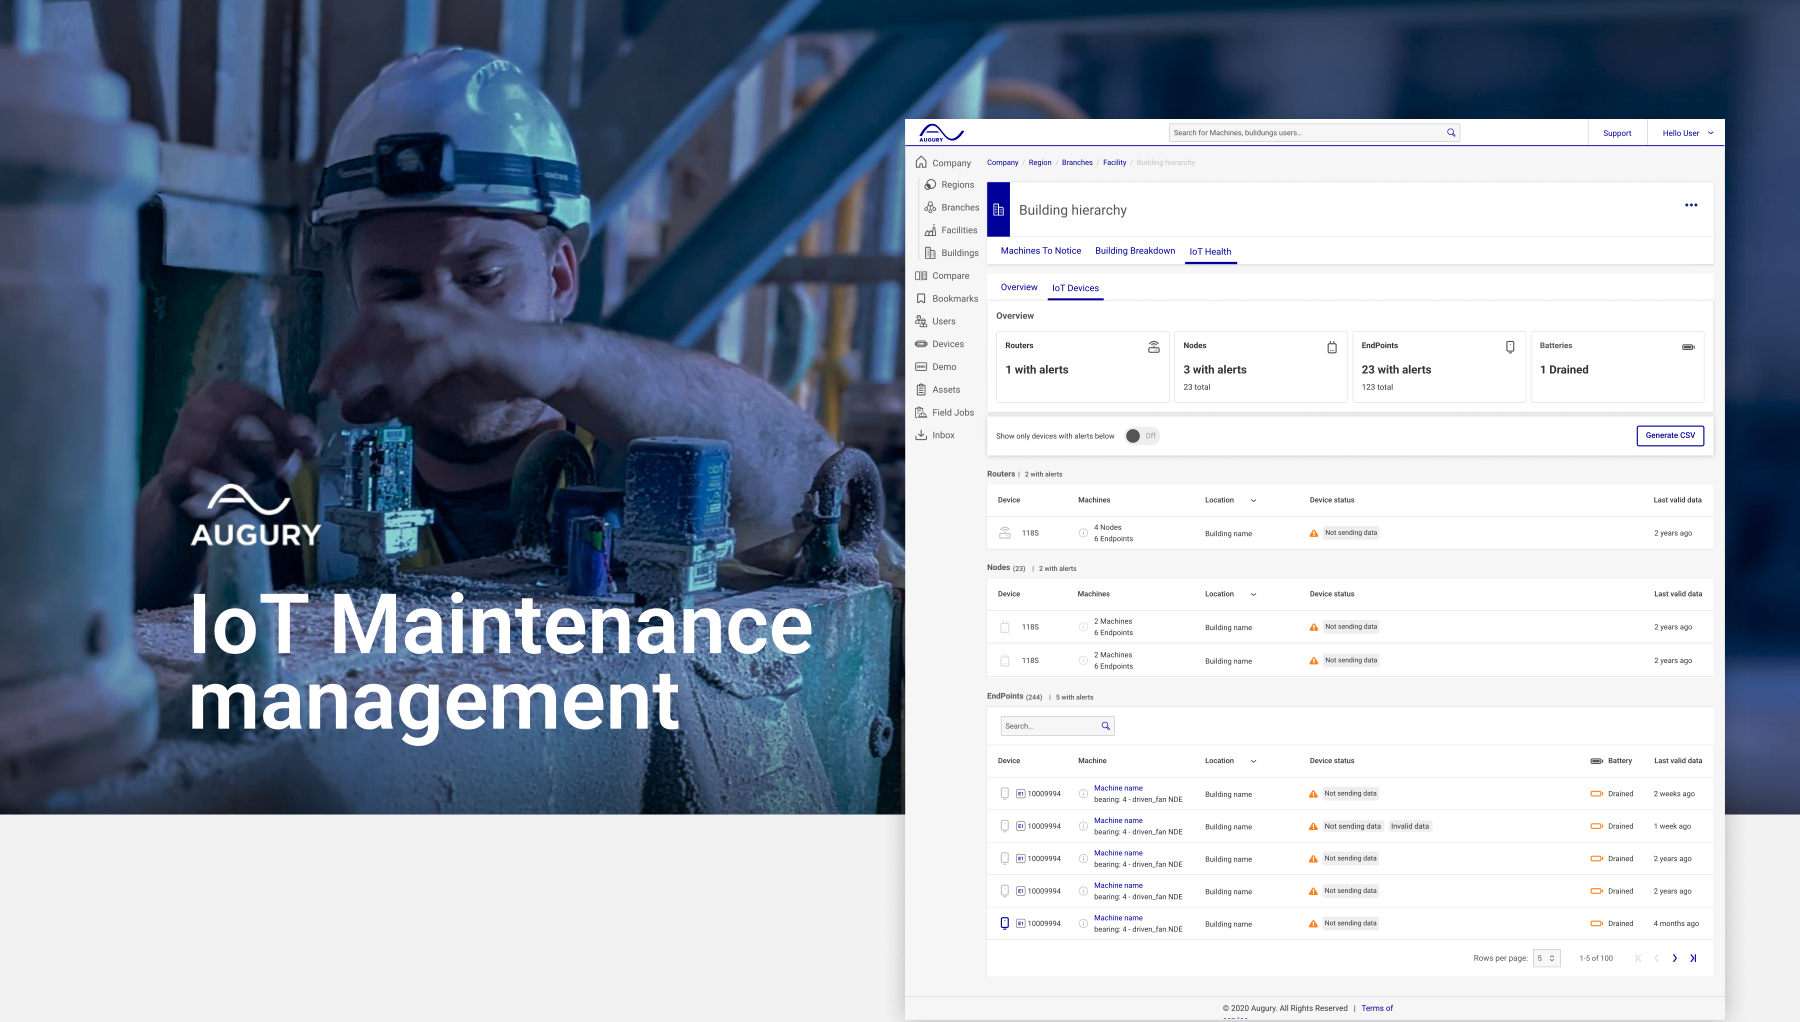 AUGURY
IoT Maintenance
management
AUGURY
Search for Machines, bulidungs users...
Support
Hello User
Company
Regions
Branches
Facilities
Buildings
Compare
Bookmarks
Users
Devices
Demo
Assets
Field Jobs
Inbox
Company / Region / Branches / Facility / Building hierarchy
Building hierarchy
Machines To Notice Building Breakdown IoT Health
Overview IoT Devices
Overview
Routers
1 with alerts
Nodes
3 with alerts
23 total
EndPoints
23 with alerts
123 total
Batteries
1 Drained
Show only devices with alerts below Off
Generate CSV
Routers | 2 with alerts
Device Machines Location Device status Last valid data
118S 4 Nodes
6 Endpoints Building name Not sending data 2 years ago
Nodes (23) | 2 with alerts
Device Machines Location Device status Last valid data
118S 2 Machines
6 Endpoints Building name Not sending data 2 years ago
118S 2 Machines
6 Endpoints Building name Not sending data 2 years ago
EndPoints (244) | 5 with alerts
Search...
Device Machine Location Device status Battery Last valid data
E1 10009994 Machine name
bearing: 4 - driven_fan NDE Building name Not sending data Drained 2 weeks ago
E1 10009994 Machine name
bearing: 4 - driven_fan NDE Building name Not sending data Invalid data Drained 1 week ago
E1 10009994 Machine name
bearing: 4 - driven_fan NDE Building name Not sending data Drained 2 years ago
E1 10009994 Machine name
bearing: 4 - driven_fan NDE Building name Not sending data Drained 2 years ago
E1 10009994 Machine name
bearing: 4 - driven_fan NDE Building name Not sending data Drained 4 months ago
Rows per page: 5 1-5 of 100
© 2020 Augury. All Rights Reserved | Terms of